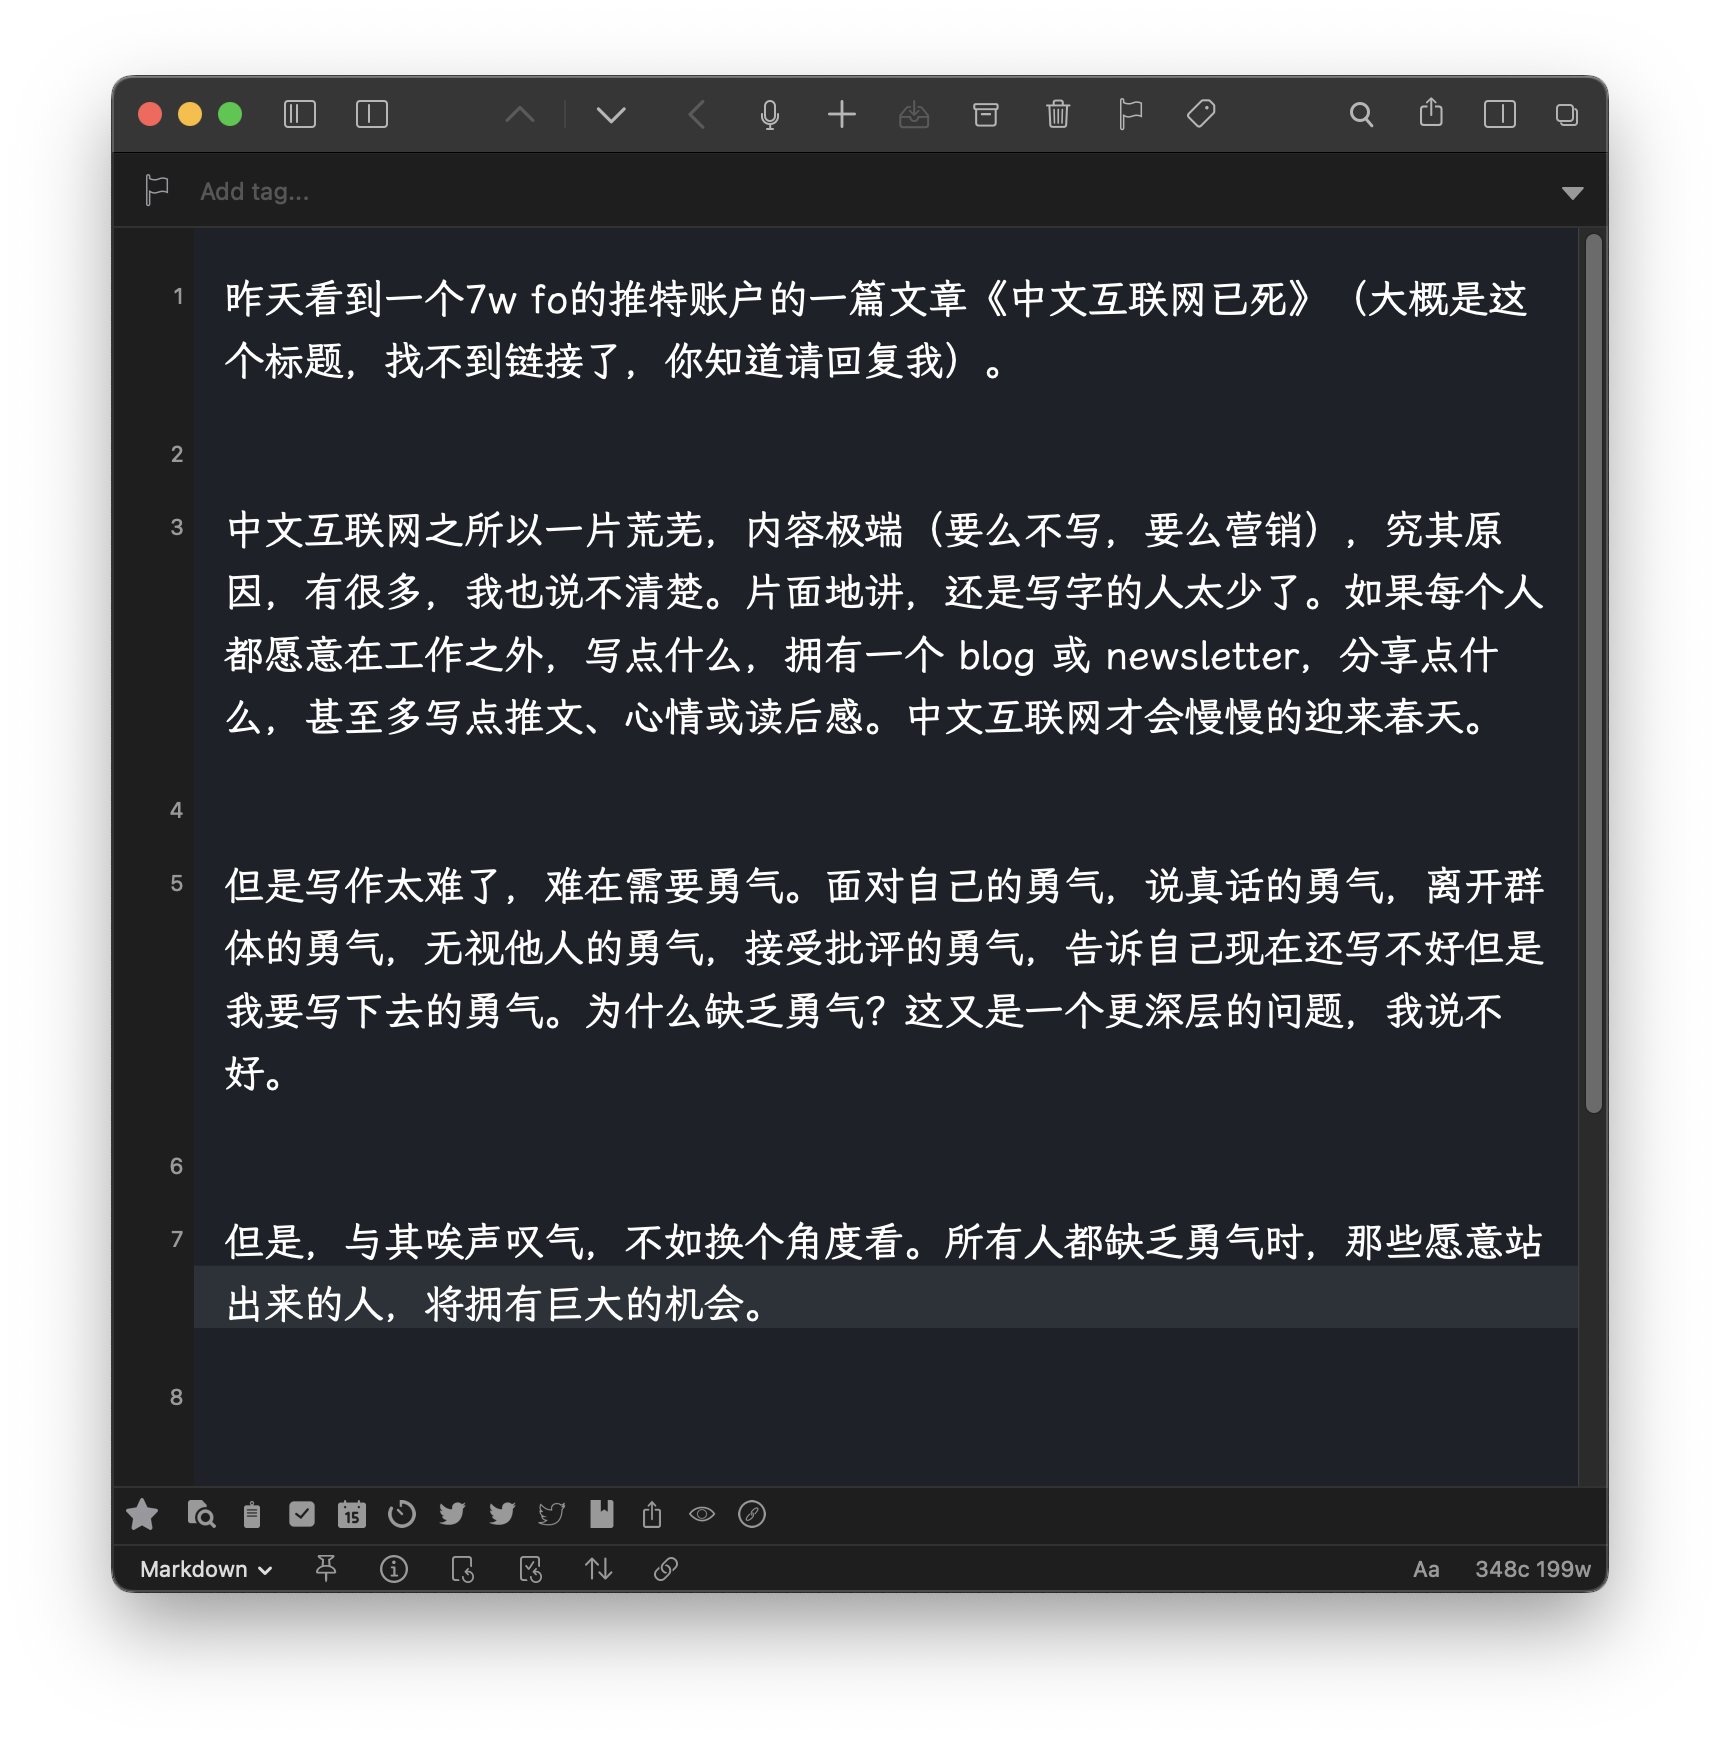 Add tag...
1 昨天看到一个7w fo的推特账户的一篇文章《中文互联网已死》（大概是这
个标题，找不到链接了，你知道请回复我）。
2
3 中文互联网之所以一片荒芜，内容极端（要么不写，要么营销），究其原
因，有很多，我也说不清楚。片面地讲，还是写字的人太少了。如果每个人
都愿意在工作之外，写点什么，拥有一个 blog 或 newsletter，分享点什
么，甚至多写点推文、心情或读后感。中文互联网才会慢慢的迎来春天。
4
5 但是写作太难了，难在需要勇气。面对自己的勇气，说真话的勇气，离开群
体的勇气，无视他人的勇气，接受批评的勇气，告诉自己现在还写不好但是
我要写下去的勇气。为什么缺乏勇气？这又是一个更深层的问题，我说不
好。
6
7 但是，与其唉声叹气，不如换个角度看。所有人都缺乏勇气时，那些愿意站
出来的人，将拥有巨大的机会。
8
15
Markdown Aa 348c 199w